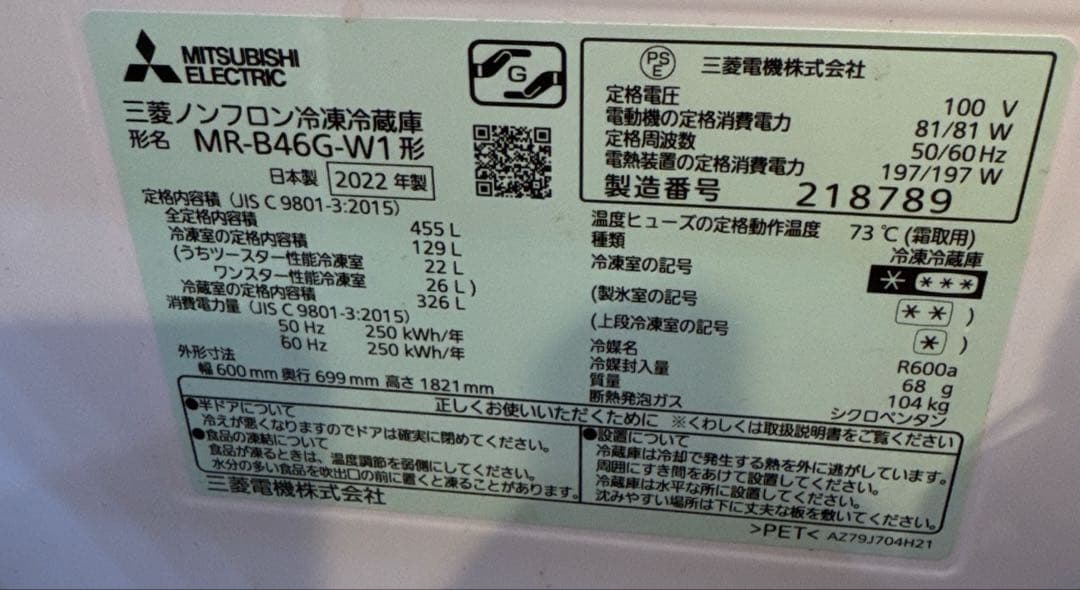 MITSUBISHI
ELECTRIC
G
三菱ノンフロン冷凍冷蔵庫
形名 MR-B46G-W1形
日本製 2022年製
定格内容積 (JIS C 9801-3:2015)
全定格内容積 455 L
冷凍室の定格内容積 129 L
(うちツースター性能冷凍室 22 L
ワンスター性能冷凍室 26 L)
冷蔵室の定格内容積 326 L
消費電力量 (JIS C 9801-3:2015)
50 Hz 250 kWh/年
60 Hz 250 kWh/年
外形寸法
幅 600 mm 奥行 699 mm 高さ 1821 mm
PS
E
三菱電機株式会社
定格電圧 100 V
電動機の定格消費電力 81/81 W
定格周波数 50/60 Hz
電熱装置の定格消費電力 197/197 W
製造番号 218789
温度ヒューズの定格動作温度 73 ℃ (霜取用)
種類 冷凍冷蔵庫
冷凍室の記号 * ***
(製氷室の記号 ** )
(上段冷凍室の記号 * )
冷媒名 R600a
冷媒封入量 68 g
質量 104 kg
断熱発泡ガス シクロペンタン
正しくお使いいただくために ※くわしくは取扱説明書をご覧ください
●半ドアについて
冷えが悪くなりますのでドアは確実に閉めてください。
●食品の凍結について
食品が凍るときは、温度調節を弱側にしてください。
水分の多い食品を吹出口の前に置くと凍ることがあります。
●設置について
冷蔵庫は冷却で発生する熱を外に逃がしています。
周囲にすき間をあけて設置してください。
冷蔵庫は水平な所に設置してください。
沈みやすい場所は下に丈夫な板を敷いてください。
三菱電機株式会社
>PET< AZ79J704H21